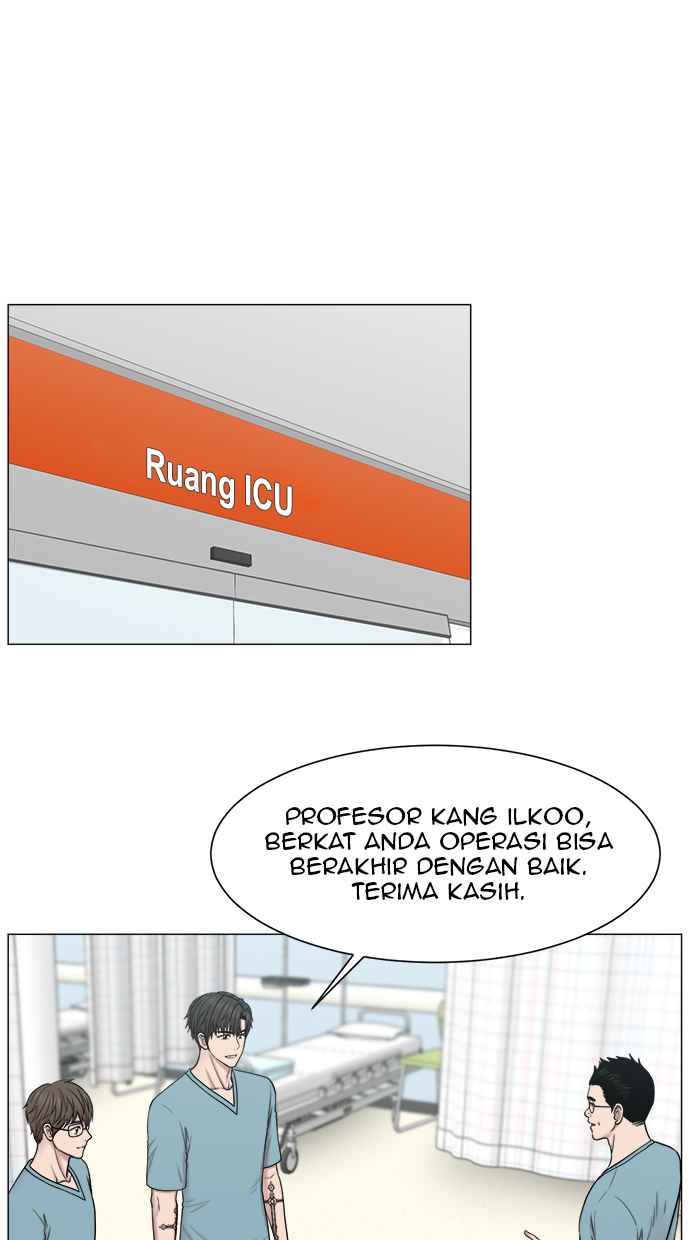 Ruang ICU
PROFESOR KANG ILKOO,
BERKAT ANDA OPERASI BISA
BERAKHIR DENGAN BAIK.
TERIMA KASIH.